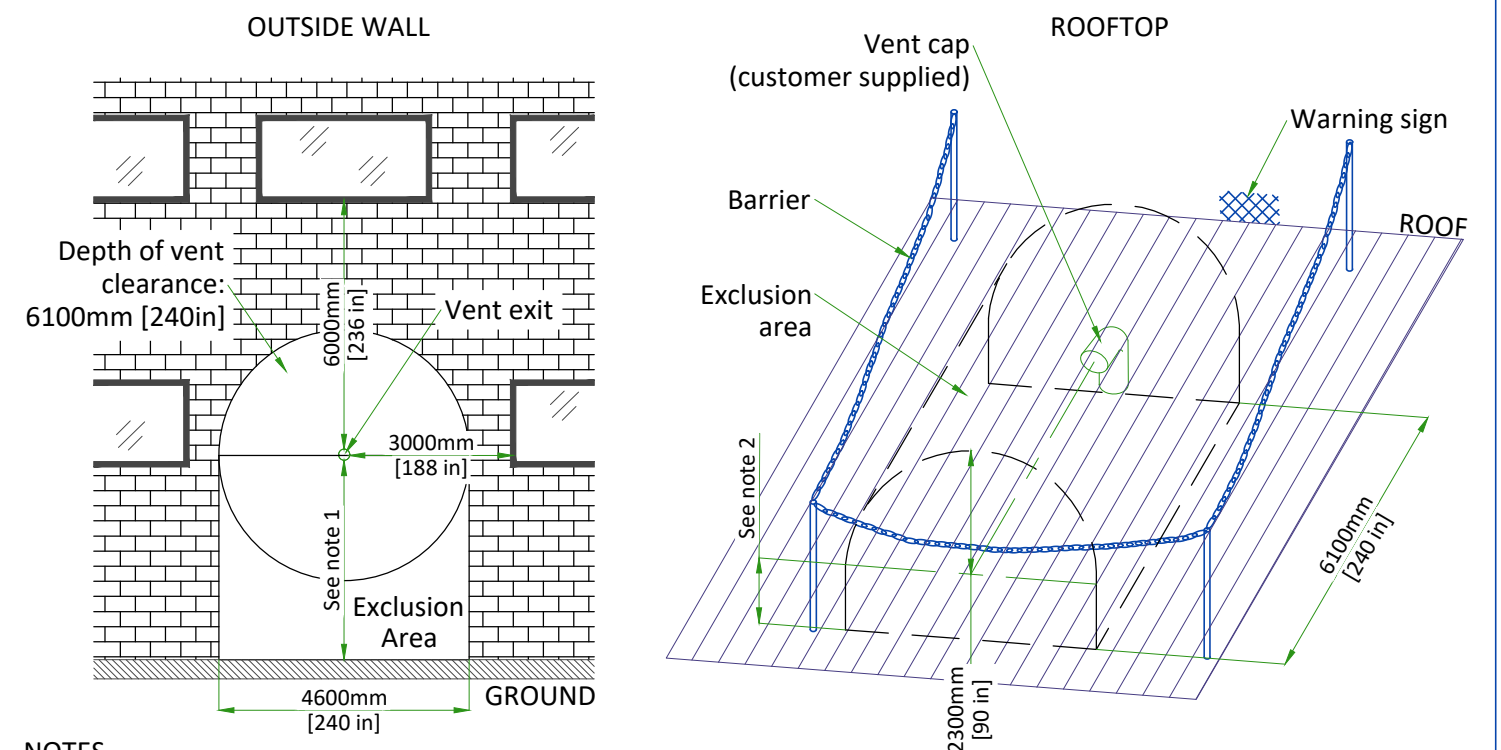 OUTSIDE WALL
Depth of vent
clearance:
6100mm [240in]
6000mm
[236 in]
Vent exit
3000mm
[188 in]
See note 1
Exclusion
Area
GROUND
4600mm
[240 in]
ROOFTOP
Vent cap
(customer supplied)
Warning sign
Barrier
ROOF
Exclusion
area
See note 2
6100mm
[240 in]
2300mm
[90 in]
NOTES